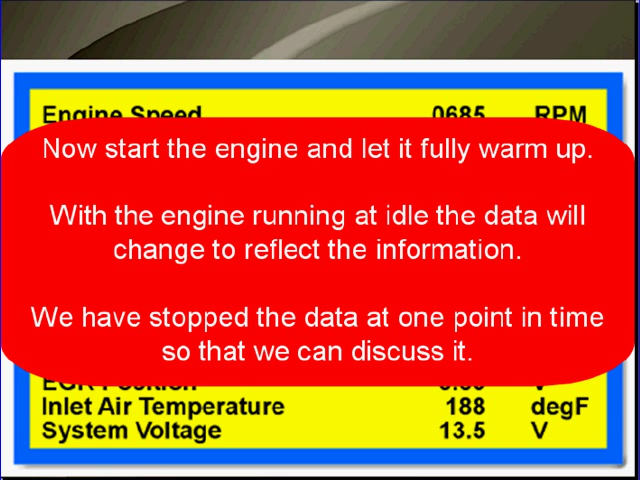 Engine Speed 0685 RPM
Now start the engine and let it fully warm up.
With the engine running at idle the data will
change to reflect the information.
We have stopped the data at one point in time
so that we can discuss it.
EGR Position V
Inlet Air Temperature 188 degF
System Voltage 13.5 V